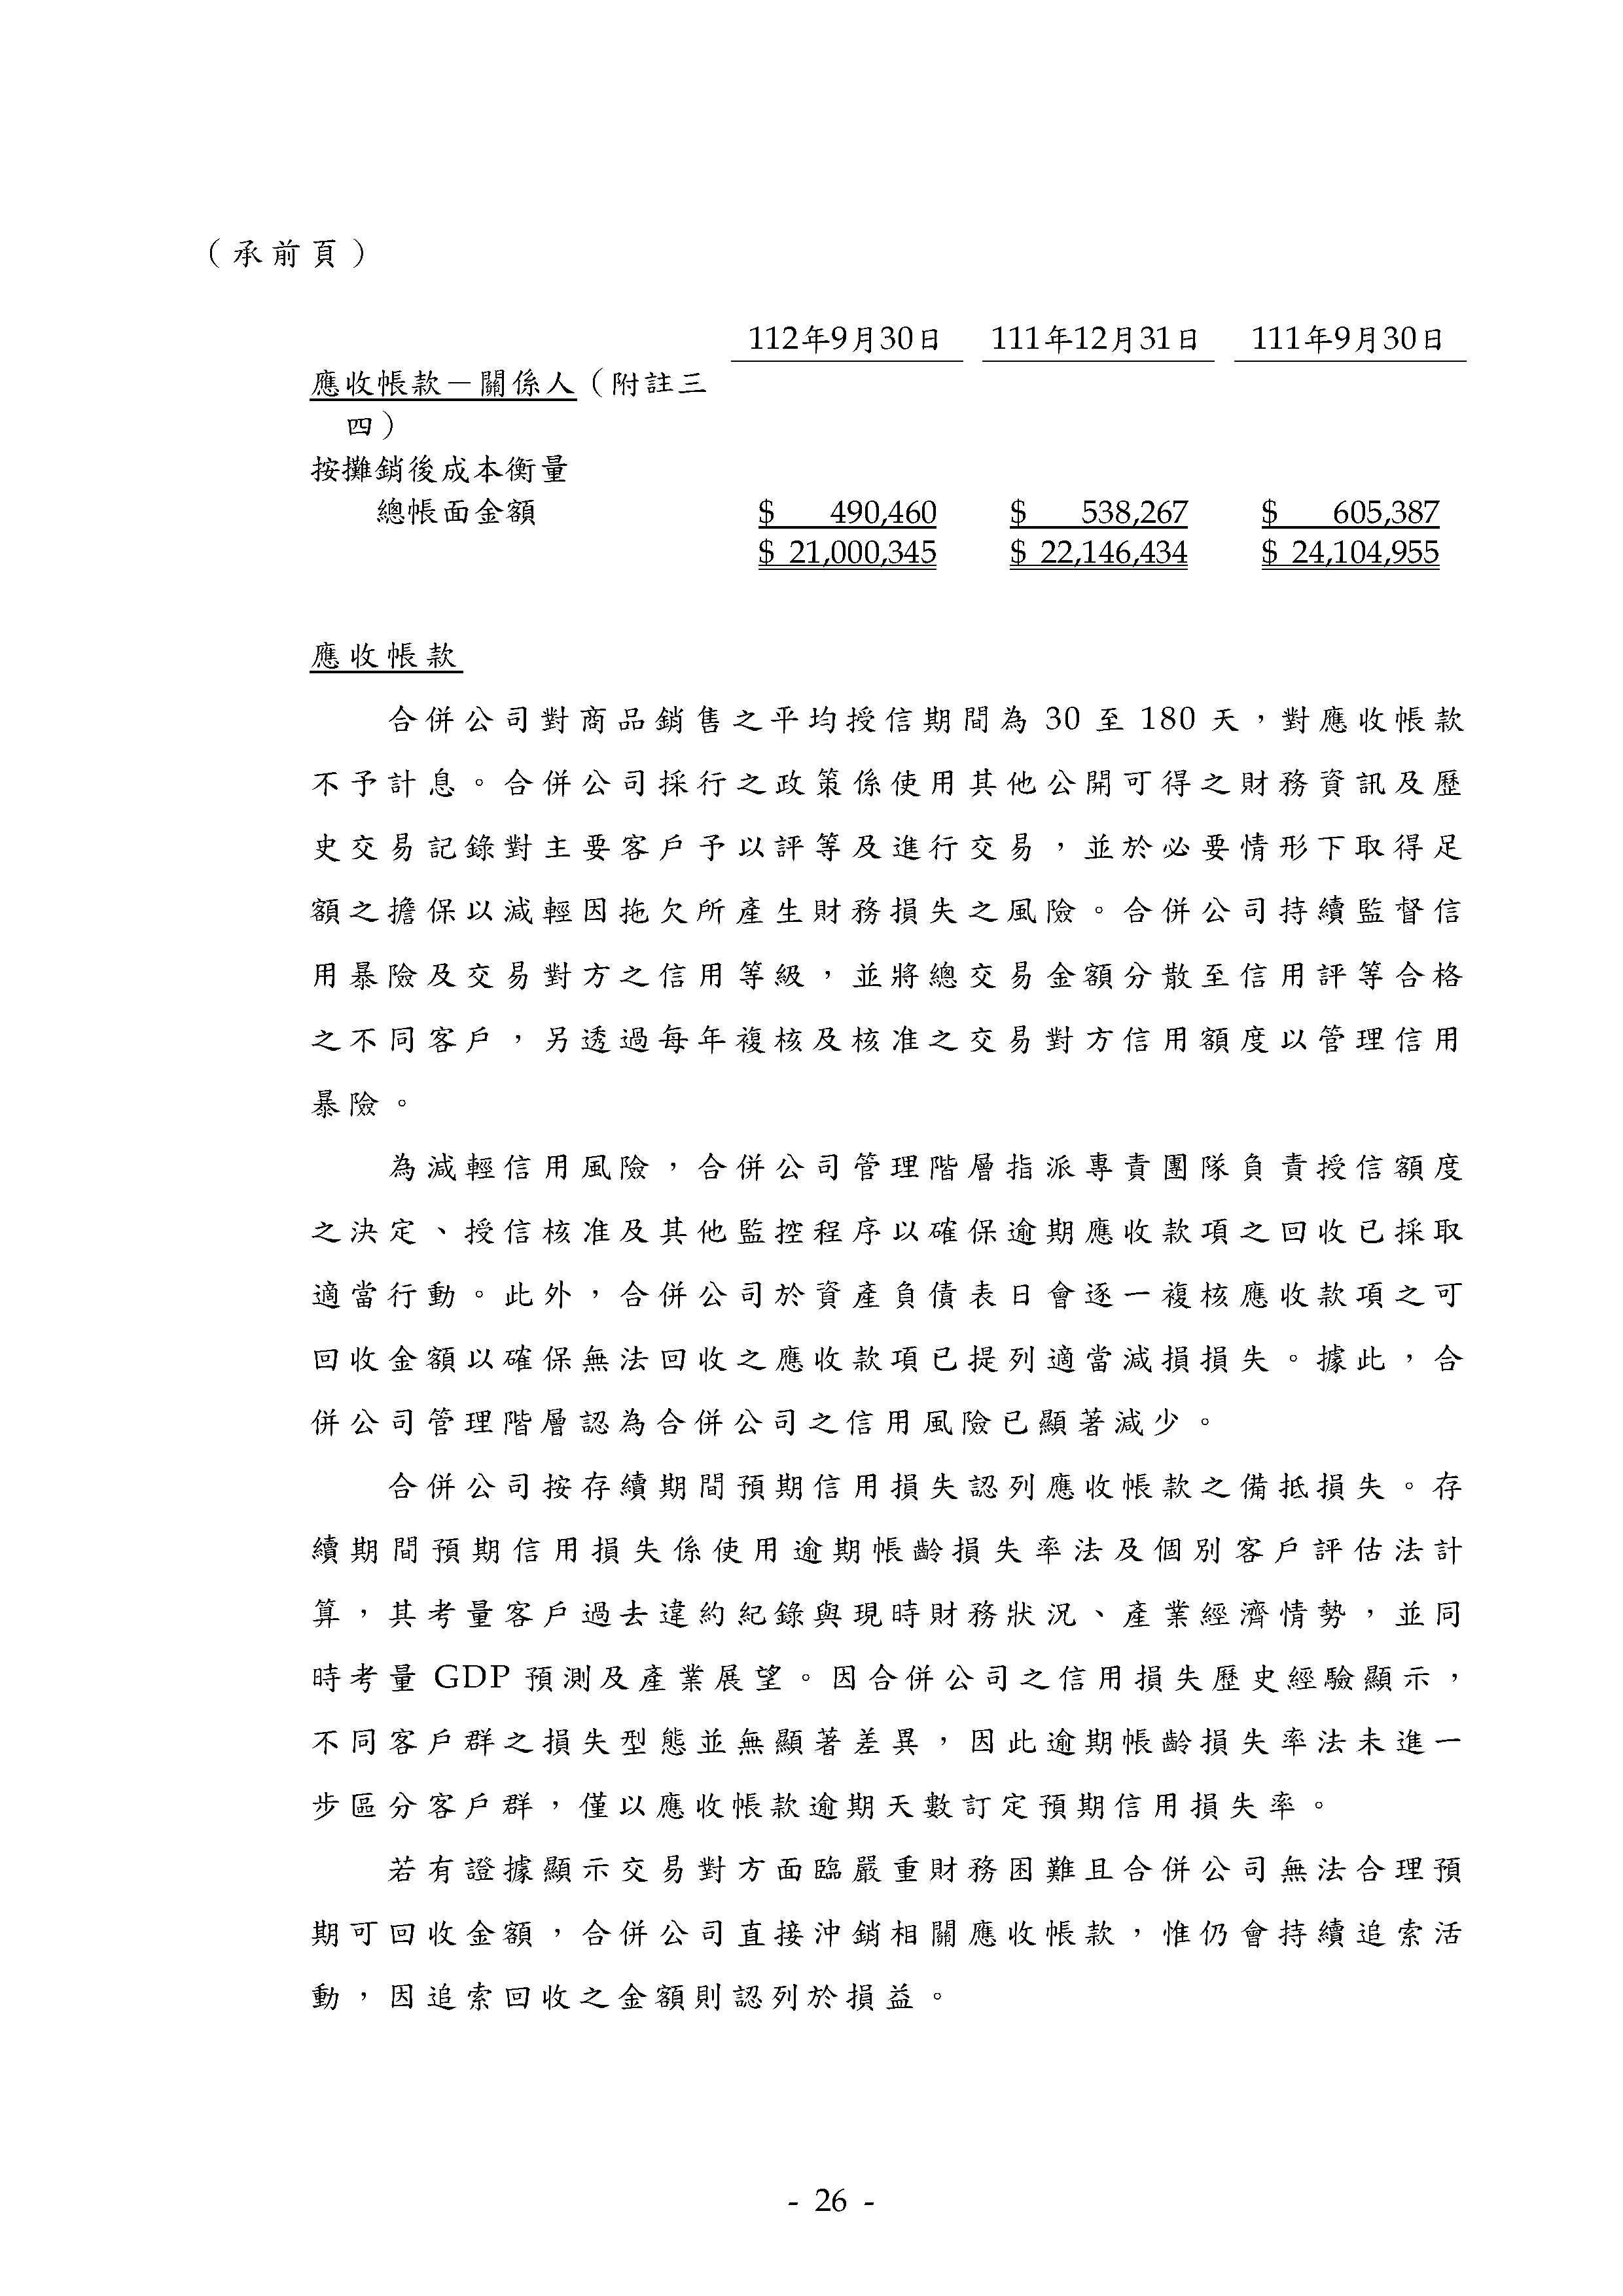 （承前頁）
112年9月30日 111年12月31日 111年9月30日
應收帳款－關係人（附註三
四）
按攤銷後成本衡量
總帳面金額 $ 490,460 $ 538,267 $ 605,387
$ 21,000,345 $ 22,146,434 $ 24,104,955
應收帳款
合併公司對商品銷售之平均授信期間為 30 至 180 天，對應收帳款
不予計息。合併公司採行之政策係使用其他公開可得之財務資訊及歷
史交易記錄對主要客戶予以評等及進行交易，並於必要情形下取得足
額之擔保以減輕因拖欠所產生財務損失之風險。合併公司持續監督信
用暴險及交易對方之信用等級，並將總交易金額分散至信用評等合格
之不同客戶，另透過每年複核及核准之交易對方信用額度以管理信用
暴險。
為減輕信用風險，合併公司管理階層指派專責團隊負責授信額度
之決定、授信核准及其他監控程序以確保逾期應收款項之回收已採取
適當行動。此外，合併公司於資產負債表日會逐一複核應收款項之可
回收金額以確保無法回收之應收款項已提列適當減損損失。據此，合
併公司管理階層認為合併公司之信用風險已顯著減少。
合併公司按存續期間預期信用損失認列應收帳款之備抵損失。存
續期間預期信用損失係使用逾期帳齡損失率法及個別客戶評估法計
算，其考量客戶過去違約紀錄與現時財務狀況、產業經濟情勢，並同
時考量 GDP 預測及產業展望。因合併公司之信用損失歷史經驗顯示，
不同客戶群之損失型態並無顯著差異，因此逾期帳齡損失率法未進一
步區分客戶群，僅以應收帳款逾期天數訂定預期信用損失率。
若有證據顯示交易對方面臨嚴重財務困難且合併公司無法合理預
期可回收金額，合併公司直接沖銷相關應收帳款，惟仍會持續追索活
動，因追索回收之金額則認列於損益。
- 26 -